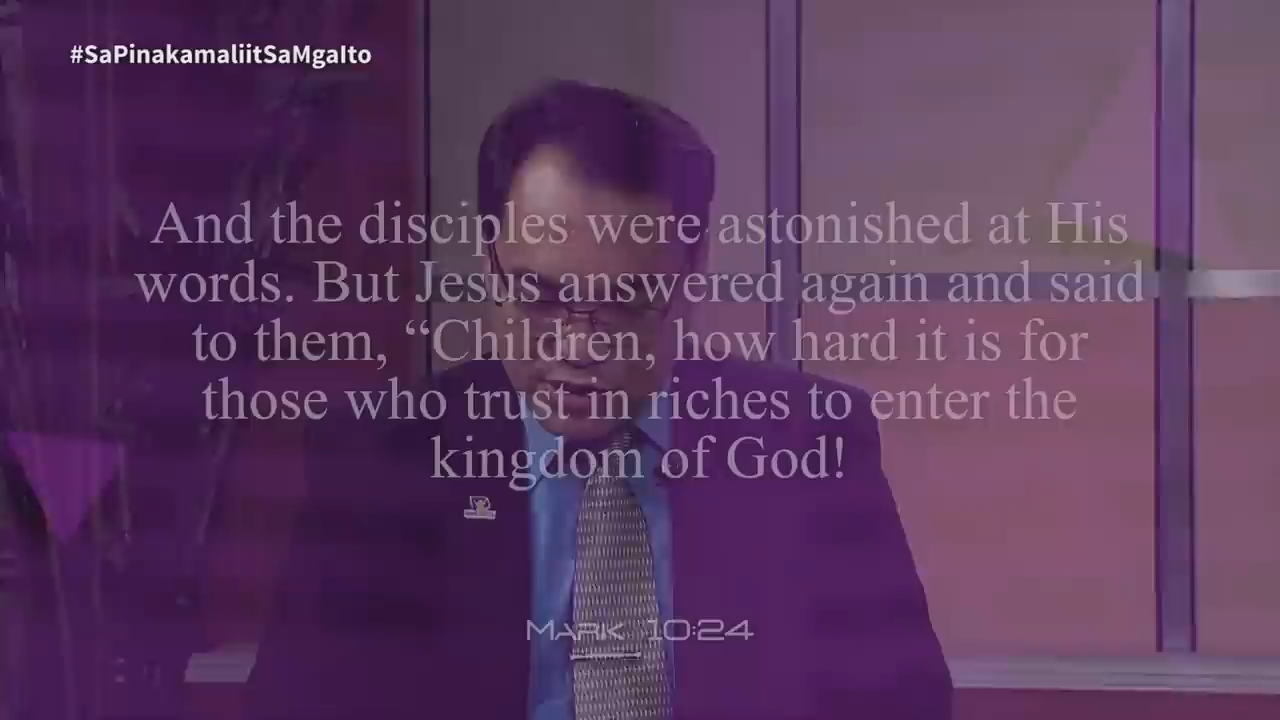 #SaPinakamaliitSaMgaIto
And the disciples were astonished at His
words. But Jesus answered again and said
to them, “Children, how hard it is for
those who trust in riches to enter the
kingdom of God!
MARK 10:24